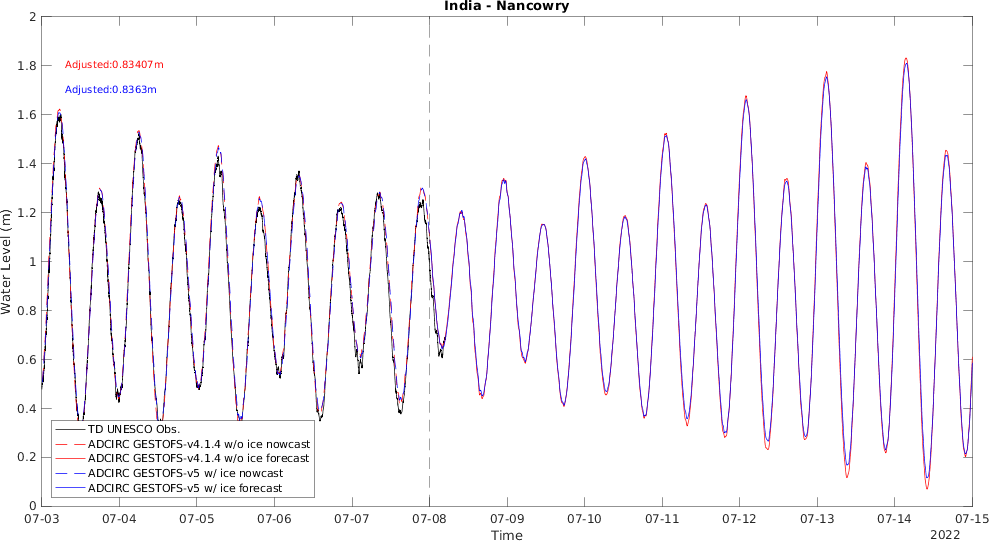 India - Nancowry
2
1.8
1.6
1.4
1.2
1
0.8
0.6
0.4
0.2
0
Water Level (m)
Adjusted:0.83407m
Adjusted:0.8363m
TD UNESCO Obs.
ADCIRC GESTOFS-v4.1.4 w/o ice nowcast
ADCIRC GESTOFS-v4.1.4 w/o ice forecast
ADCIRC GESTOFS-v5 w/ ice nowcast
ADCIRC GESTOFS-v5 w/ ice forecast
07-03 07-04 07-05 07-06 07-07 07-08 07-09 07-10 07-11 07-12 07-13 07-14 07-15
Time
2022